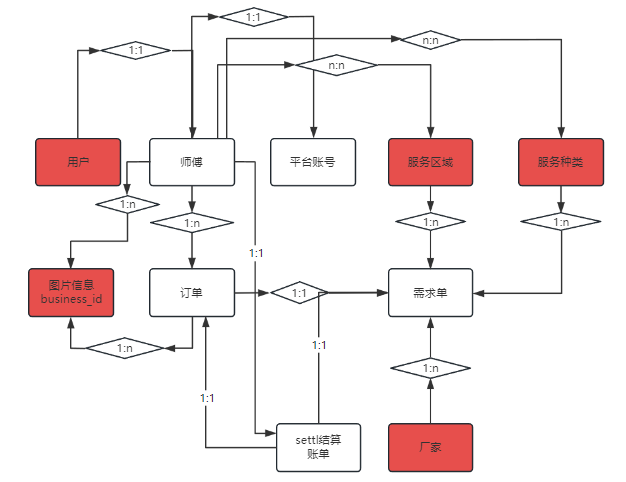 1:1
1:1
n:n
n:n
用户
师傅
平台账号
服务区域
服务种类
1:n
1:n
1:n
1:n
1:1
图片信息
business_id
订单
1:1
需求单
1:n
1:1
1:n
1:1
settl结算
账单
厂家